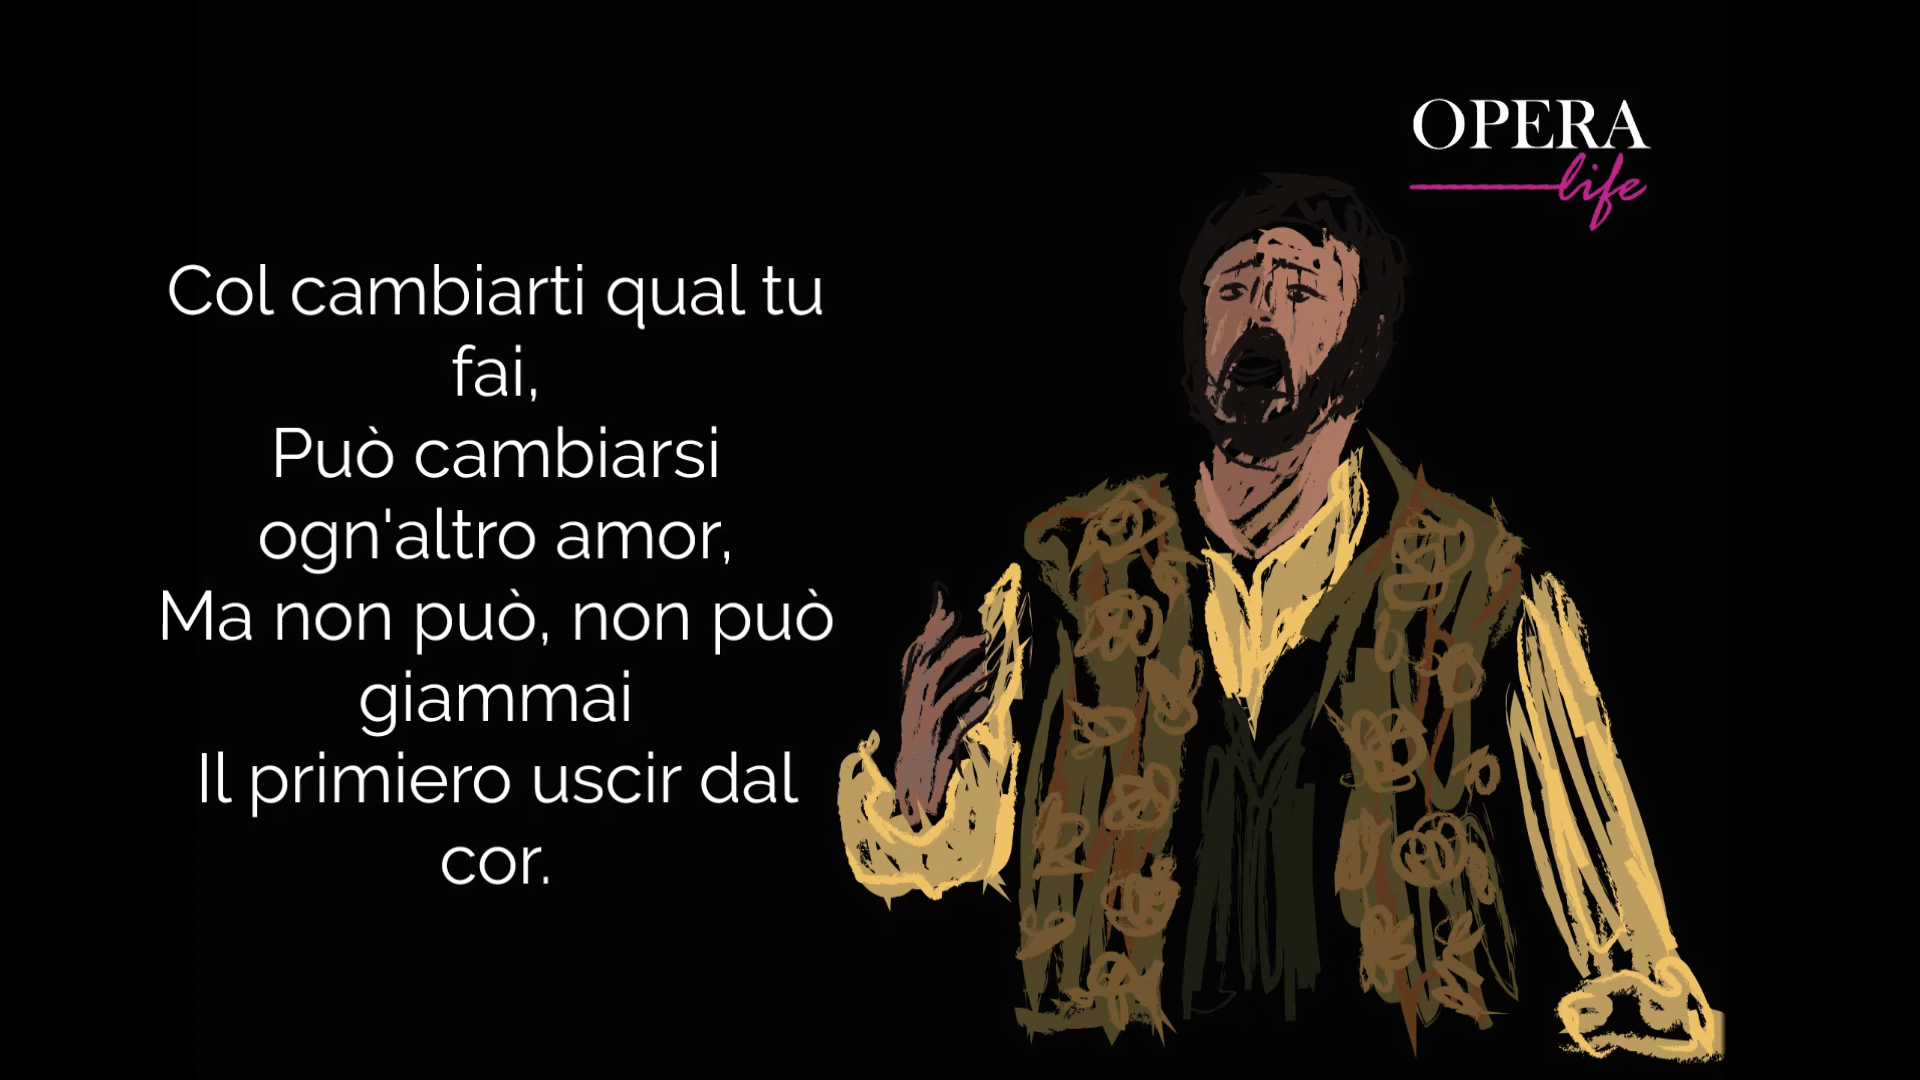 OPERA
life
Col cambiarti qual tu
fai,
Può cambiarsi
ogn'altro amor,
Ma non può, non può
giammai
Il primiero uscir dal
cor.